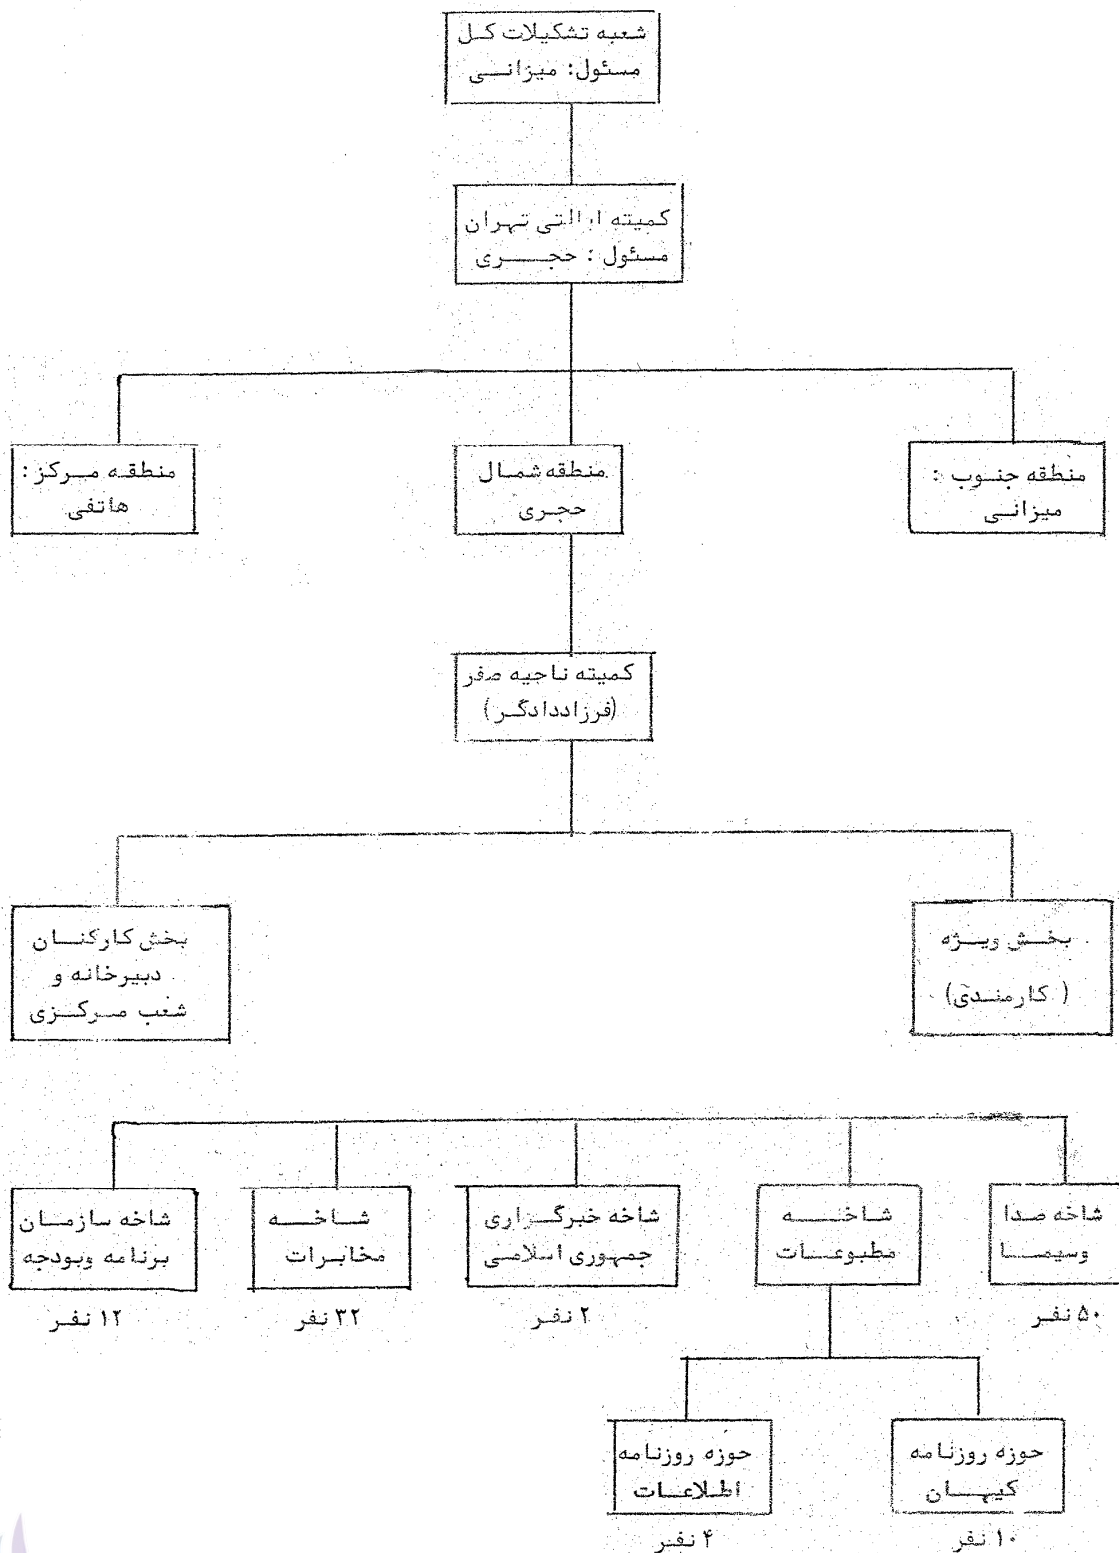 شعبه تشکیلات کل
مسئول: میزانی
کمیته ایالتی تهران
مسئول : حجری
منطقه جنوب :
میزانی
منطقه شمال
حجری
منطقه مرکز :
هاتفی
کمیته ناحیه صفر
(فرزاددادگر)
بخش ویژه
( کارمندی)
بخش کارکنان
دبیرخانه و
شعب مرکزی
شاخه صدا
وسیما
۵۰ نفر
شاخه
مطبوعات
شاخه خبرگزاری
جمهوری اسلامی
۲ نفر
شاخه
مخابرات
۳۲ نفر
شاخه سازمان
برنامه وبودجه
۱۲ نفر
حوزه روزنامه
کیهان
۱۰ نفر
حوزه روزنامه
اطلاعات
۴ نفر